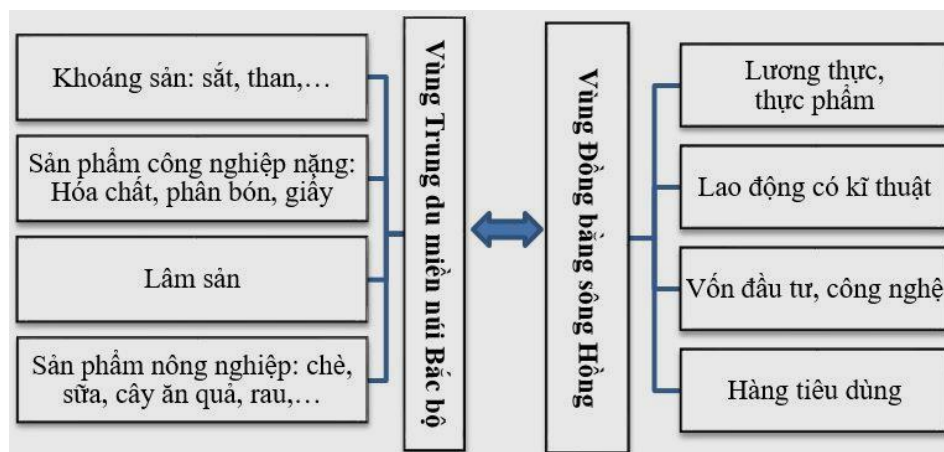 Khoáng sản: sắt, than,…
Sản phẩm công nghiệp nặng:
Hóa chất, phân bón, giấy
Lâm sản
Sản phẩm nông nghiệp: chè,
sữa, cây ăn quả, rau,…
Vùng Trung du miền núi Bắc bộ
Vùng Đồng bằng sông Hồng
Lương thực,
thực phẩm
Lao động có kĩ thuật
Vốn đầu tư, công nghệ
Hàng tiêu dùng